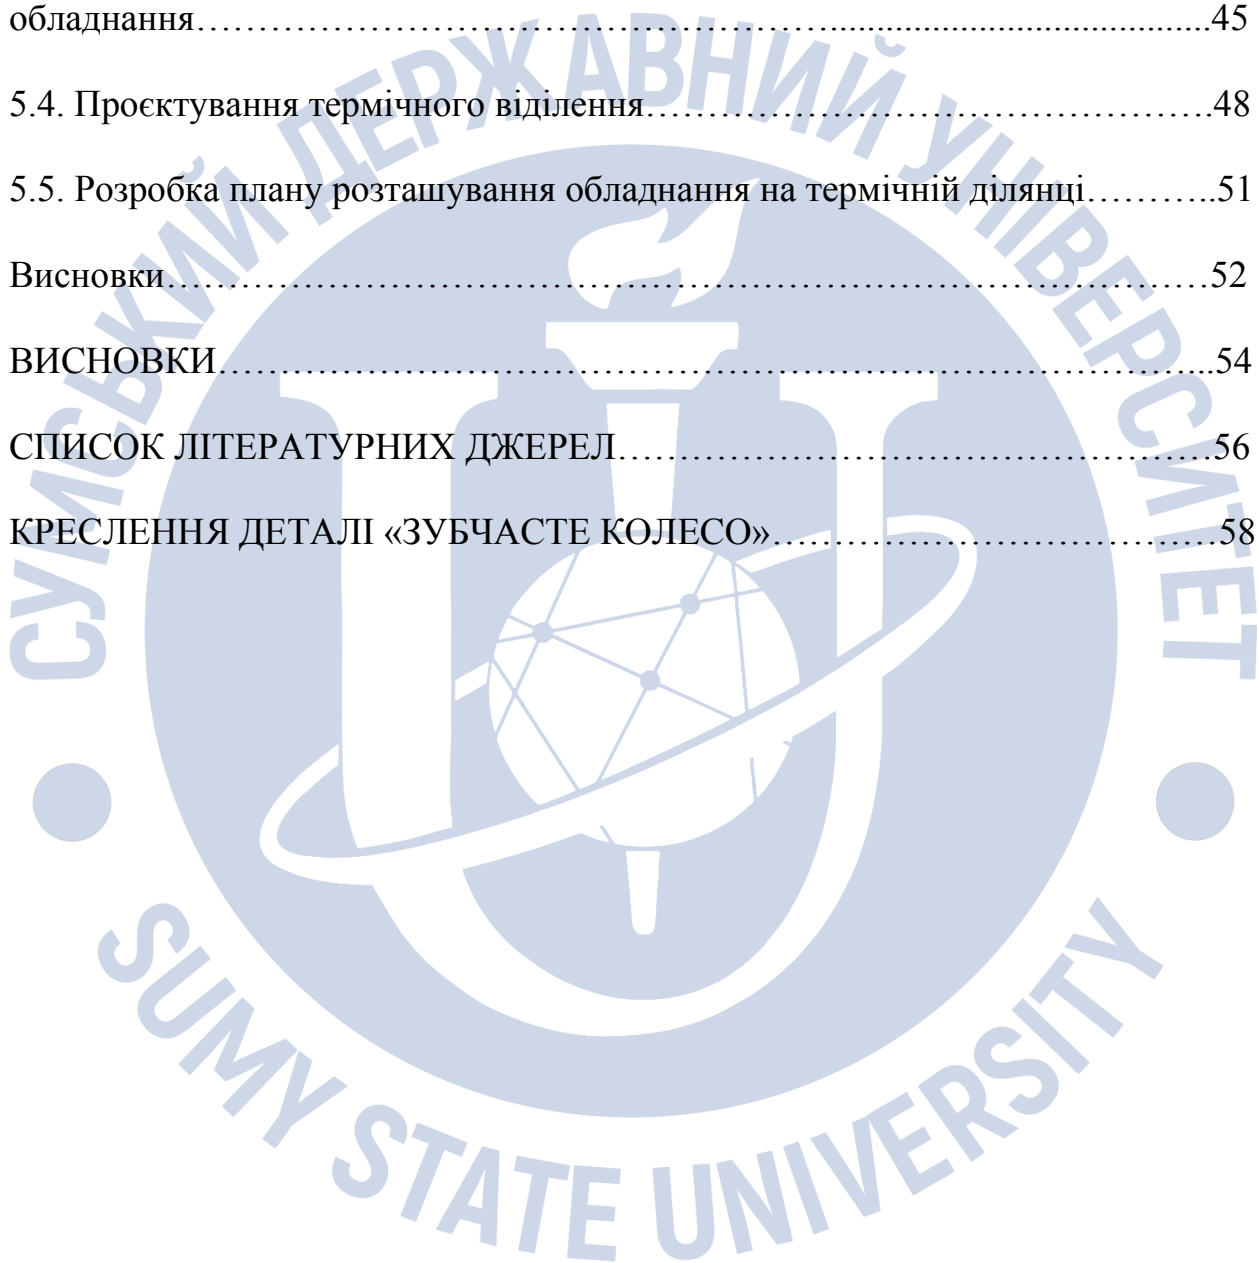 обладнання……………………………………………......................................45
5.4. Проєктування термічного віділення…………………………………….48
5.5. Розробка плану розташування обладнання на термічній ділянці………..51
Висновки……………………………………………………………………52
ВИСНОВКИ………………………………………………………………...54
СПИСОК ЛІТЕРАТУРНИХ ДЖЕРЕЛ……………………………………….56
КРЕСЛЕННЯ ДЕТАЛІ «ЗУБЧАСТЕ КОЛЕСО»…………………………….58
СУМСЬКИЙ ДЕРЖАВНИЙ УНІВЕРСИТЕТ
SUMY STATE UNIVERSITY